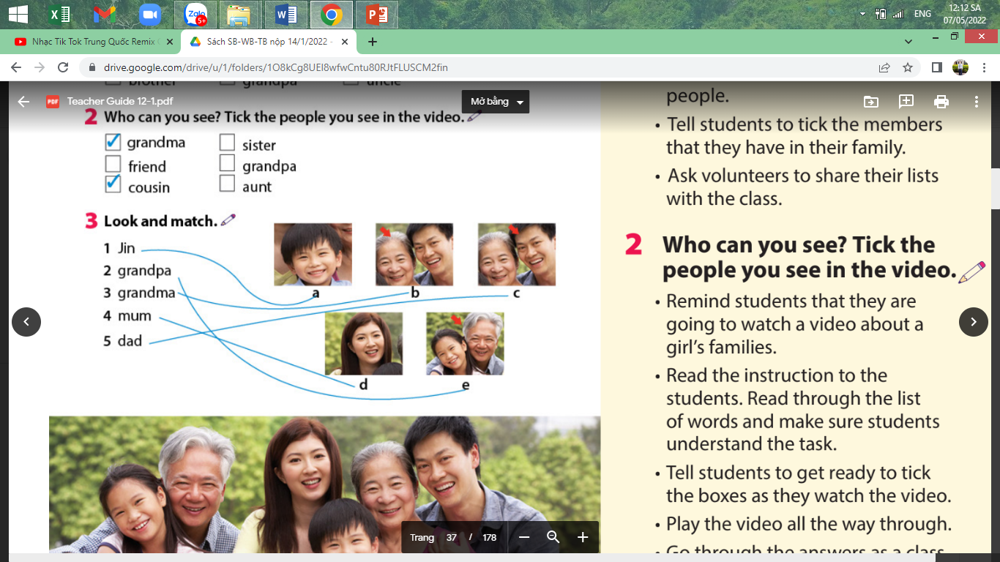 ENG
12:12 SA
07/05/2022
Zalo
5+
Nhạc Tik Tok Trung Quốc Remix
Sách SB-WB-TB nộp 14/1/2022 -
drive.google.com/drive/u/1/folders/1O8kCg8UEl8wfwCntu80RJtFLUSCM2fin
brother grandpa uncle
PDF Teacher Guide 12-1.pdf
Mở bằng
2 Who can you see? Tick the people you see in the video.
grandma
sister
friend
grandpa
cousin
aunt
3 Look and match.
1 Jin
2 grandpa
3 grandma
4 mum
5 dad
a b c
d e
people.
• Tell students to tick the members
that they have in their family.
• Ask volunteers to share their lists
with the class.
2 Who can you see? Tick the
people you see in the video.
• Remind students that they are
going to watch a video about a
girl's families.
• Read the instruction to the
students. Read through the list
of words and make sure students
understand the task.
• Tell students to get ready to tick
the boxes as they watch the video.
• Play the video all the way through.
• Go through the answers as a class
Trang 37 / 178